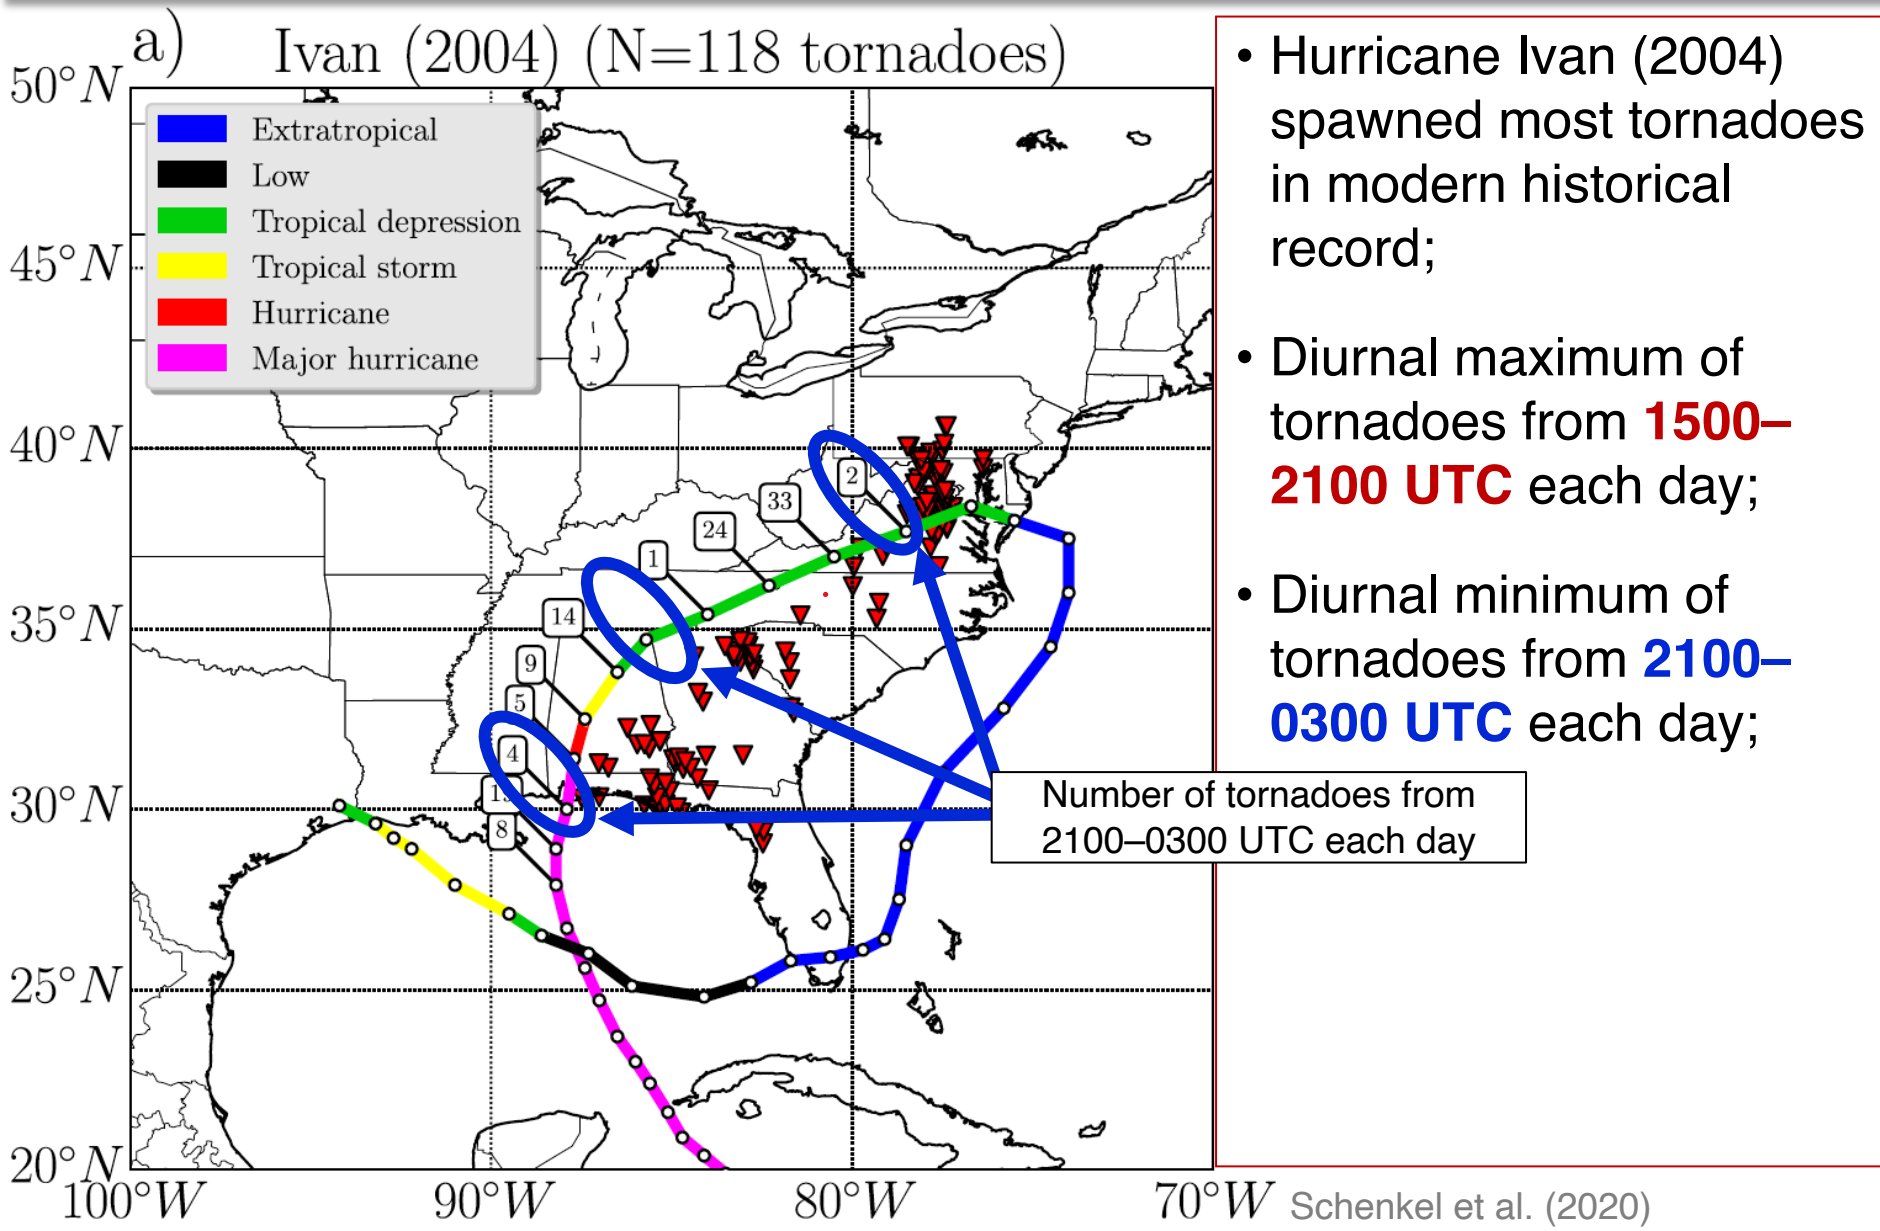 a) Ivan (2004) (N=118 tornadoes)
50°N
45°N
40°N
35°N
30°N
25°N
20°N
100°W
90°W
80°W
70°W
Extratropical
Low
Tropical depression
Tropical storm
Hurricane
Major hurricane
2
33
24
1
14
9
5
4
8
Number of tornadoes from
2100–0300 UTC each day
• Hurricane Ivan (2004)
spawned most tornadoes
in modern historical
record;
• Diurnal maximum of
tornadoes from 1500–
2100 UTC each day;
• Diurnal minimum of
tornadoes from 2100–
0300 UTC each day;
Schenkel et al. (2020)